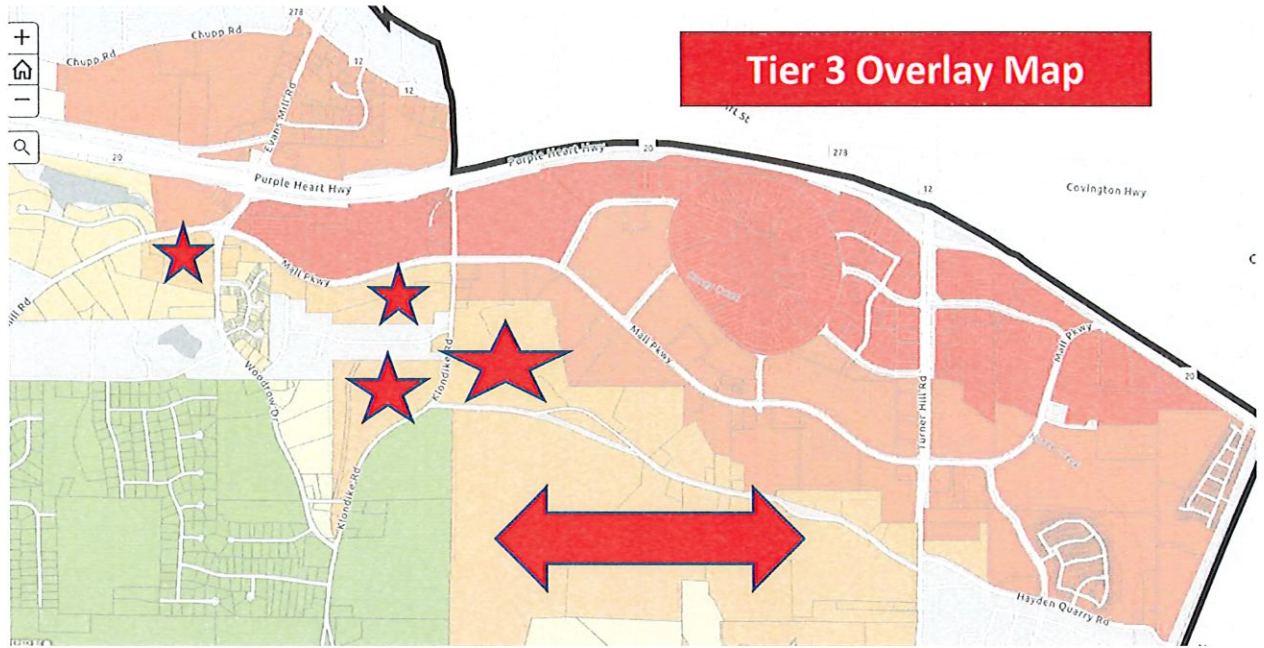 278
Chupp Rd
Chupp Rd
+
Tier 3 Overlay Map
12
12
Evans Mill Rd
−
20
Purple Heart Hwy
Purple Heart Hwy
20
278
12
Covington Hwy
Mall Pkwy
Mall Pkwy
Mall Pkwy
20
Klondike Rd
Klondike Rd
Woodrow Dr
Turner Hill Rd
Hayden Quarry Rd